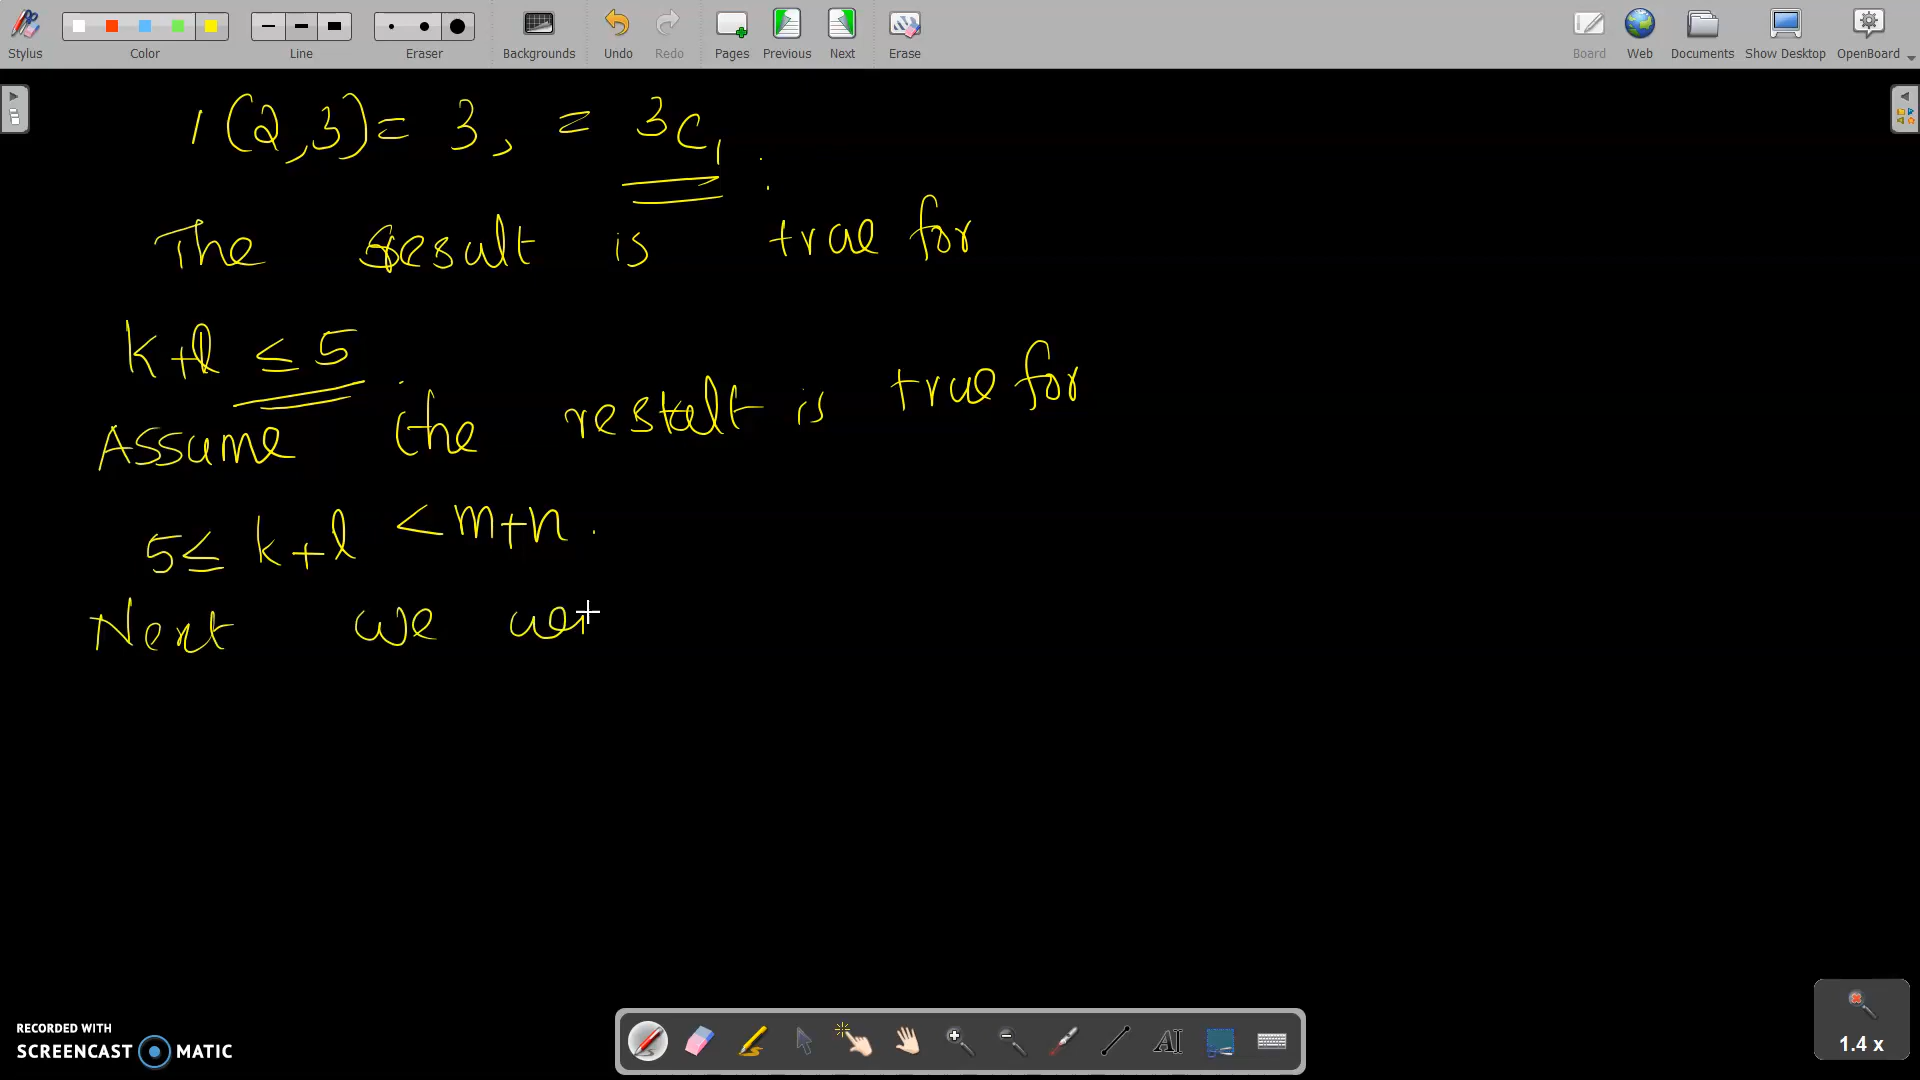 Stylus Color Line Eraser Backgrounds Undo Redo Pages Previous Next Erase Board Web Documents Show Desktop OpenBoard
(2,3) = 3, = 3C1.
The result is true for
k+l ≤ 5.
Assume the result is true for
5 ≤ k+l < m+n.
Next we
RECORDED WITH
SCREENCAST MATIC
1.4 x